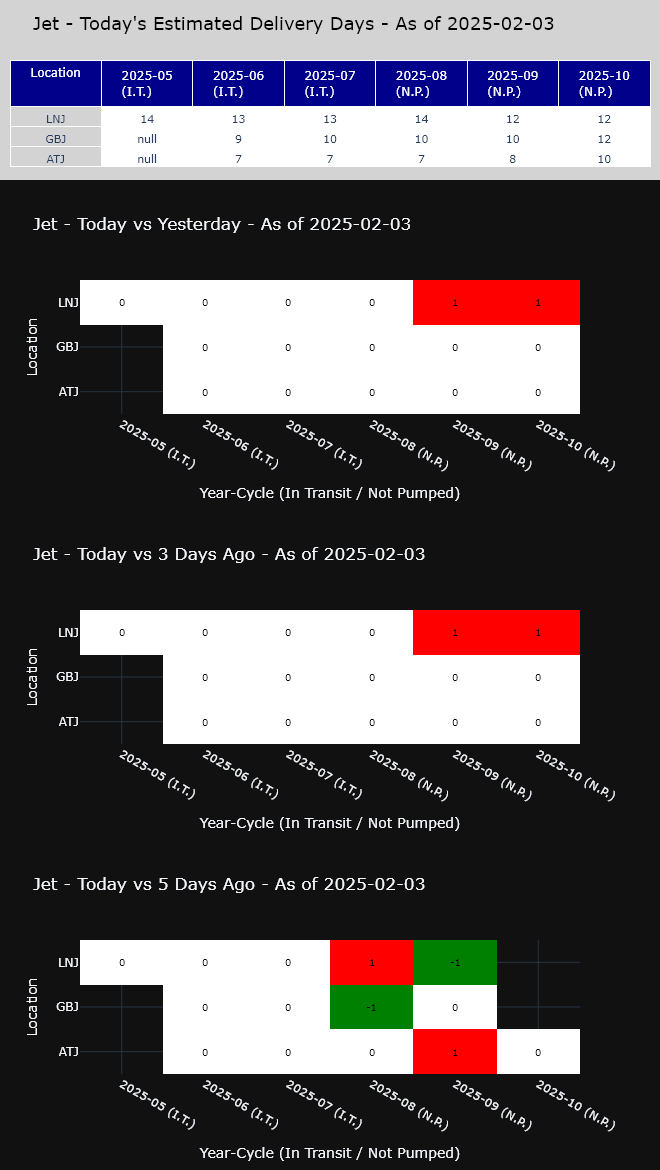 Jet - Today's Estimated Delivery Days - As of 2025-02-03
Location 2025-05 (I.T.) 2025-06 (I.T.) 2025-07 (I.T.) 2025-08 (N.P.) 2025-09 (N.P.) 2025-10 (N.P.)
LNJ 14 13 13 14 12 12
GBJ null 9 10 10 10 12
ATJ null 7 7 7 8 10
Jet - Today vs Yesterday - As of 2025-02-03
Location
LNJ 0 0 0 0 1 1
GBJ 0 0 0 0 0
ATJ 0 0 0 0 0
2025-05 (I.T.) 2025-06 (I.T.) 2025-07 (I.T.) 2025-08 (N.P.) 2025-09 (N.P.) 2025-10 (N.P.)
Year-Cycle (In Transit / Not Pumped)
Jet - Today vs 3 Days Ago - As of 2025-02-03
Location
LNJ 0 0 0 0 1 1
GBJ 0 0 0 0 0
ATJ 0 0 0 0 0
2025-05 (I.T.) 2025-06 (I.T.) 2025-07 (I.T.) 2025-08 (N.P.) 2025-09 (N.P.) 2025-10 (N.P.)
Year-Cycle (In Transit / Not Pumped)
Jet - Today vs 5 Days Ago - As of 2025-02-03
Location
LNJ 0 0 0 1 -1
GBJ 0 0 -1 0
ATJ 0 0 0 1 0
2025-05 (I.T.) 2025-06 (I.T.) 2025-07 (I.T.) 2025-08 (N.P.) 2025-09 (N.P.) 2025-10 (N.P.)
Year-Cycle (In Transit / Not Pumped)